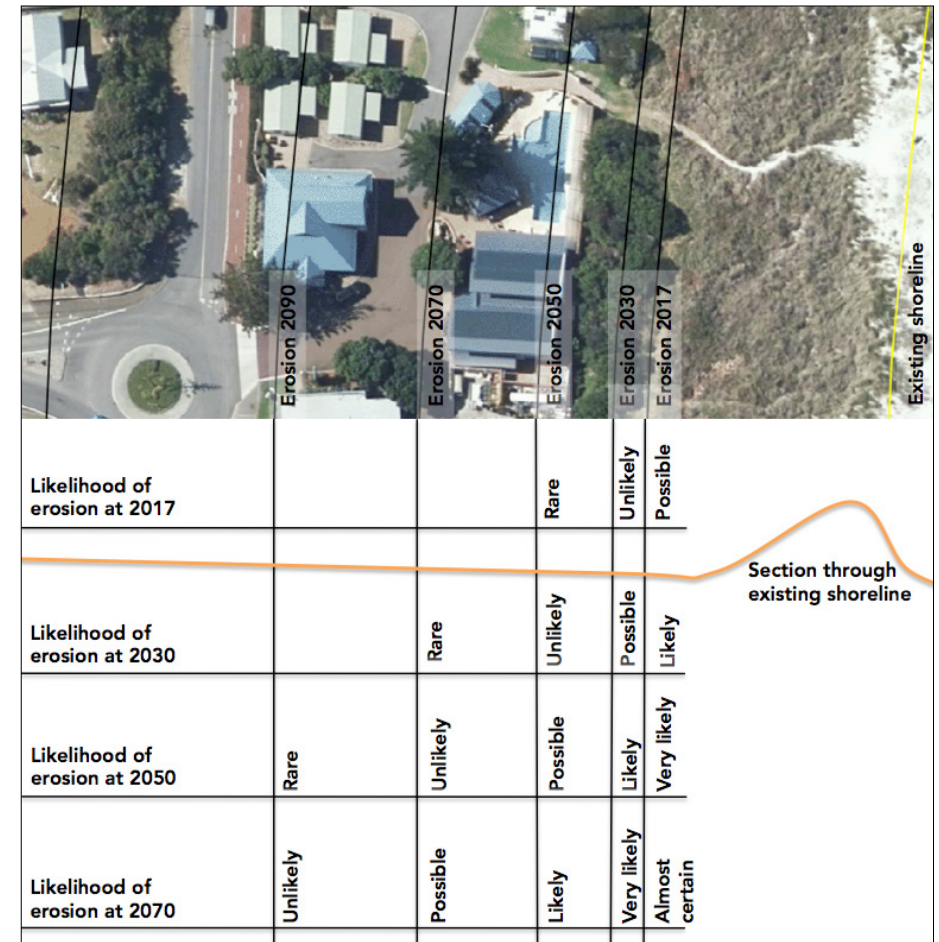 Erosion 2090
Erosion 2070
Erosion 2050
Erosion 2030
Erosion 2017
Existing shoreline
Likelihood of
erosion at 2017
Rare
Unlikely
Possible
Section through
existing shoreline
Likelihood of
erosion at 2030
Rare
Unlikely
Possible
Likely
Likelihood of
erosion at 2050
Rare
Unlikely
Possible
Likely
Very likely
Likelihood of
erosion at 2070
Unlikely
Possible
Likely
Very likely
Almost
certain